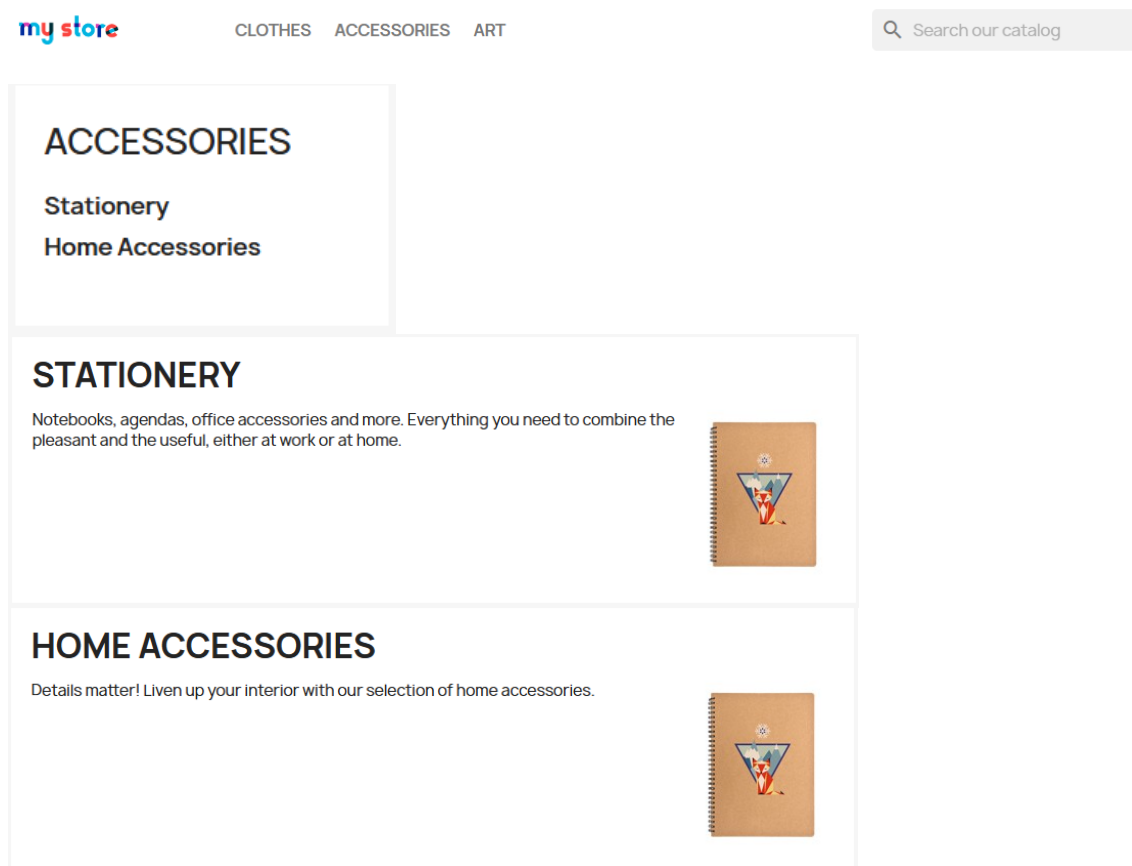 my store
CLOTHES ACCESSORIES ART
Search our catalog
ACCESSORIES
Stationery
Home Accessories
STATIONERY
Notebooks, agendas, office accessories and more. Everything you need to combine the
pleasant and the useful, either at work or at home.
HOME ACCESSORIES
Details matter! Liven up your interior with our selection of home accessories.